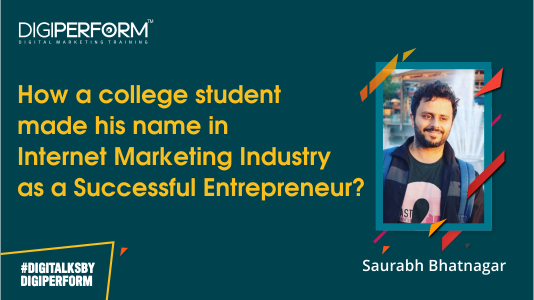 DIGIPERFORM™
DIGITAL MARKETING TRAINING
How a college student
made his name in
Internet Marketing Industry
as a Successful Entrepreneur?
Saurabh Bhatnagar
#DIGITALKSBY
DIGIPERFORM